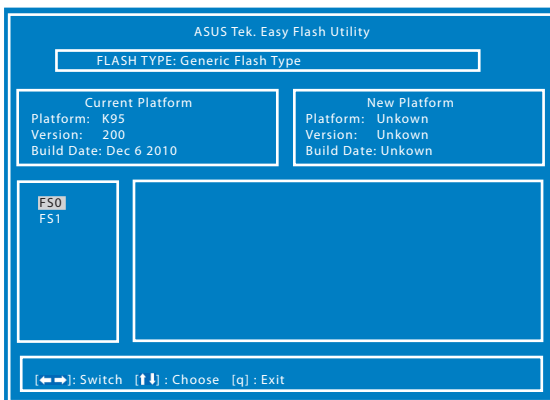 ASUS Tek. Easy Flash Utility
FLASH TYPE: Generic Flash Type
Current Platform
Platform: K95
Version: 200
Build Date: Dec 6 2010
New Platform
Platform: Unkown
Version: Unkown
Build Date: Unkown
FS0
FS1
[⬅➡]: Switch [⬆⬇] : Choose [q] : Exit